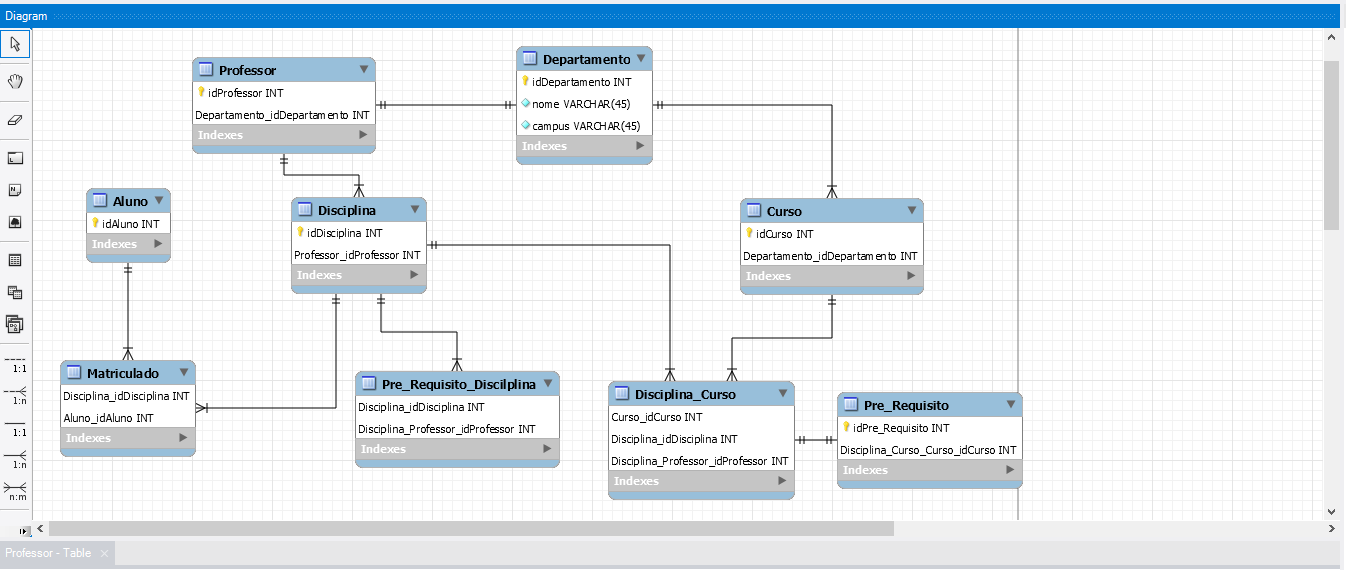 Diagram
Professor
idProfessor INT
Departamento_idDepartamento INT
Indexes
Departamento
idDepartamento INT
nome VARCHAR(45)
campus VARCHAR(45)
Indexes
Aluno
idAluno INT
Indexes
Disciplina
idDisciplina INT
Professor_idProfessor INT
Indexes
Curso
idCurso INT
Departamento_idDepartamento INT
Indexes
Matriculado
Disciplina_idDisciplina INT
Aluno_idAluno INT
Indexes
Pre_Requisito_Discilplina
Disciplina_idDisciplina INT
Disciplina_Professor_idProfessor INT
Indexes
Disciplina_Curso
Curso_idCurso INT
Disciplina_idDisciplina INT
Disciplina_Professor_idProfessor INT
Indexes
Pre_Requisito
idPre_Requisito INT
Disciplina_Curso_Curso_idCurso INT
Indexes
1:1
1:n
1:1
1:n
n:m
Professor - Table